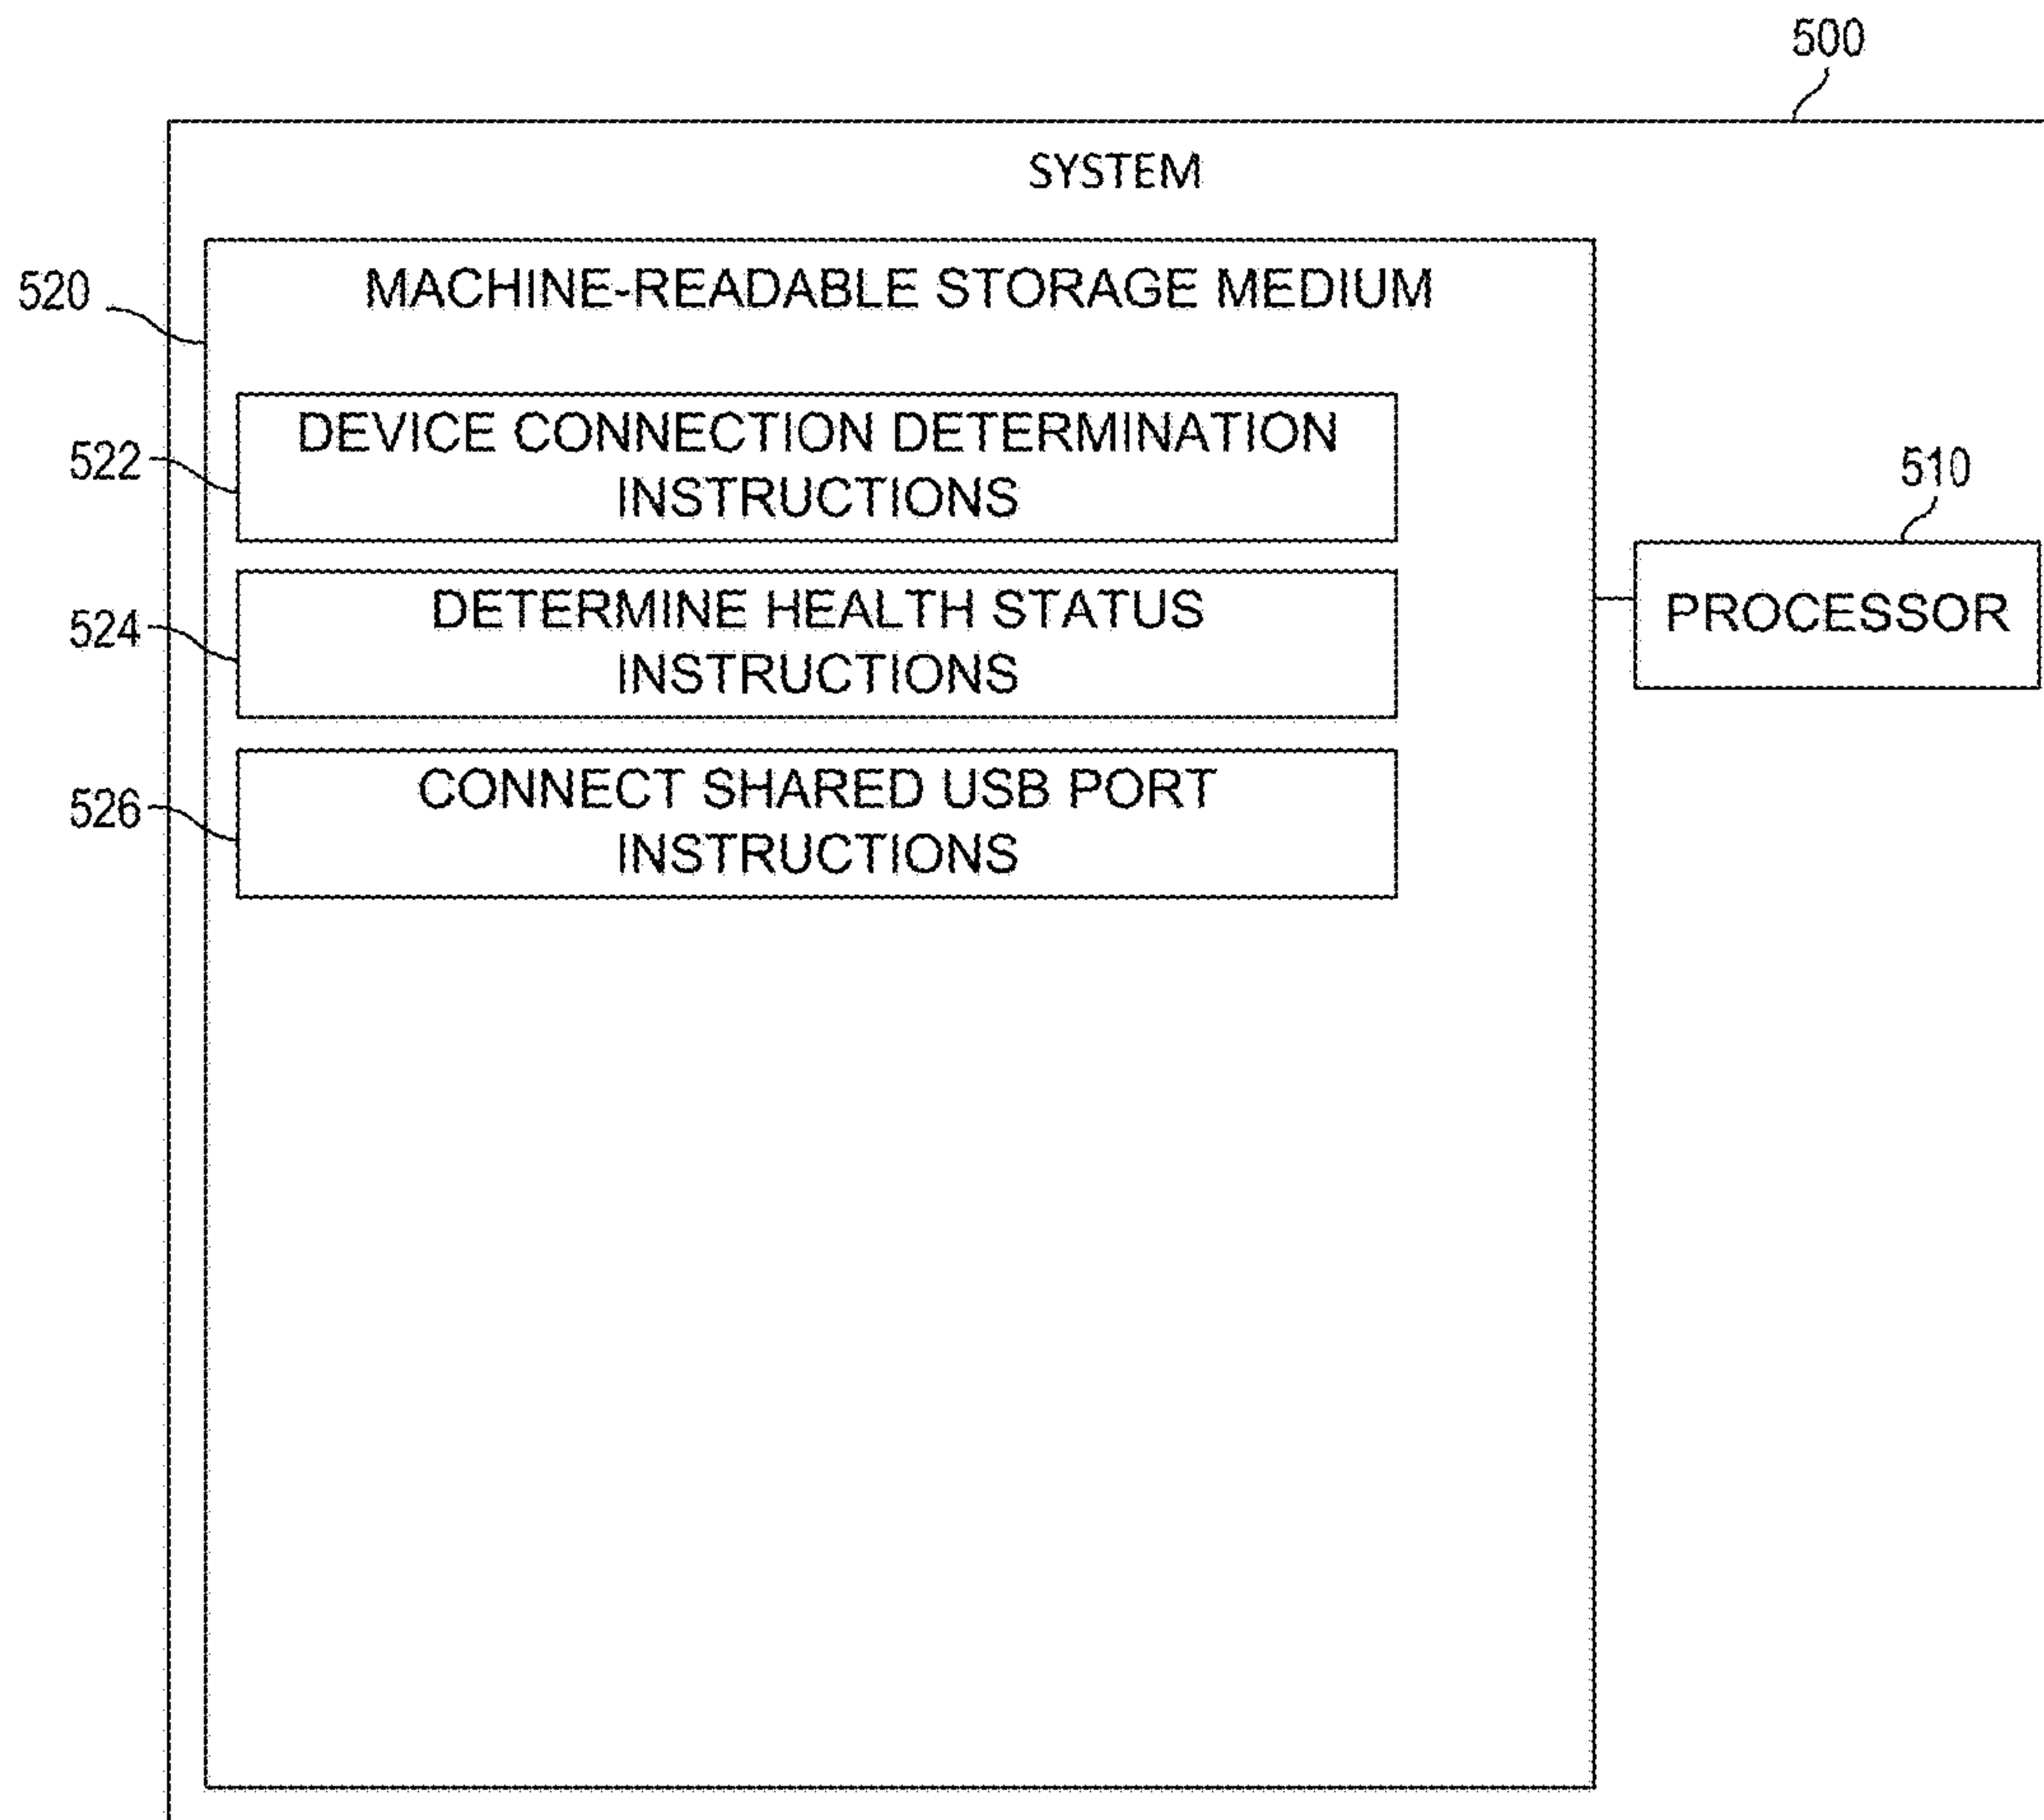 500
SYSTEM
520
MACHINE-READABLE STORAGE MEDIUM
522
DEVICE CONNECTION DETERMINATION
INSTRUCTIONS
510
PROCESSOR
524
DETERMINE HEALTH STATUS
INSTRUCTIONS
526
CONNECT SHARED USB PORT
INSTRUCTIONS